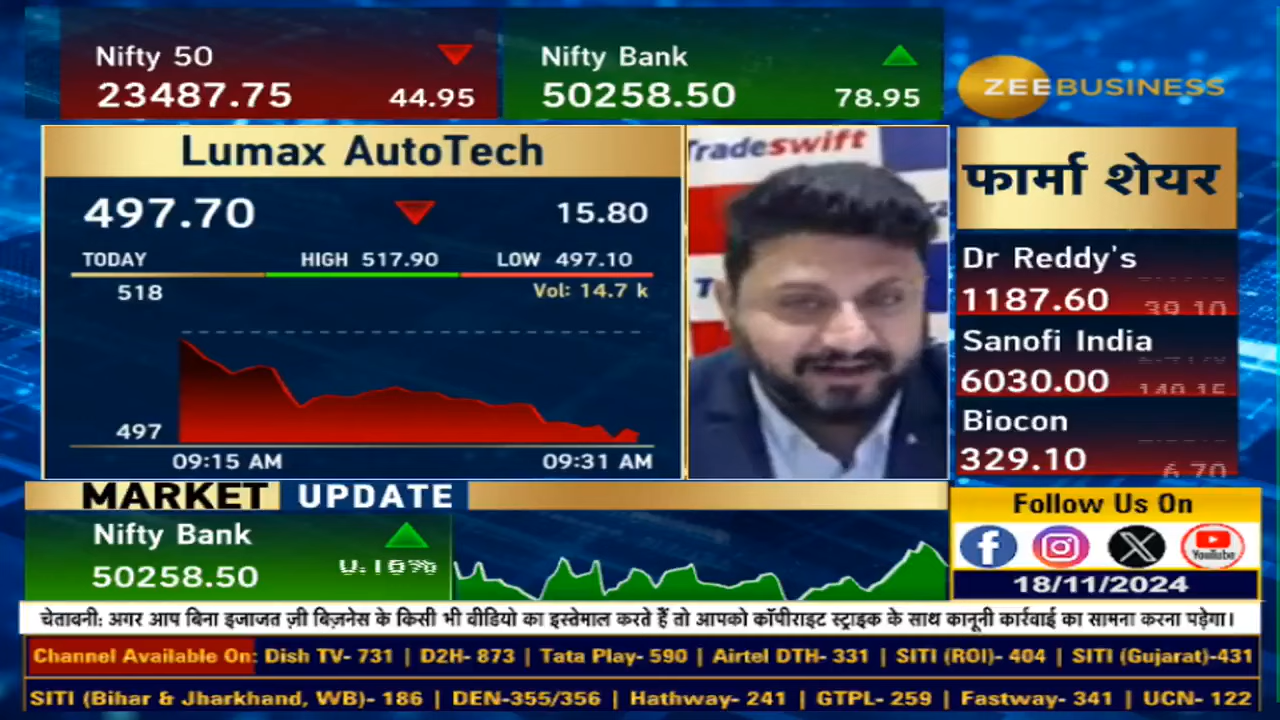 Nifty 50
23487.75 44.95
Nifty Bank
50258.50 78.95
ZEEBUSINESS
Lumax AutoTech
497.70 15.80
TODAY HIGH 517.90 LOW 497.10
518 Vol: 14.7 k
497
09:15 AM 09:31 AM
Tradeswift
फार्मा शेयर
Dr Reddy's
1187.60
Sanofi India
6030.00
Biocon
329.10 6.70
MARKET UPDATE
Nifty Bank
50258.50
Follow Us On
YouTube
18/11/2024
चेतावनी: अगर आप बिना इजाजत ज़ी बिज़नेस के किसी भी वीडियो का इस्तेमाल करते हैं तो आपको कॉपीराइट स्ट्राइक के साथ कानूनी कार्रवाई का सामना करना पड़ेगा।
Channel Available On: Dish TV- 731 | D2H- 873 | Tata Play- 590 | Airtel DTH- 331 | SITI (ROI)- 404 | SITI (Gujarat)-431
SITI (Bihar & Jharkhand, WB)- 186 | DEN-355/356 | Hathway- 241 | GTPL- 259 | Fastway- 341 | UCN- 122